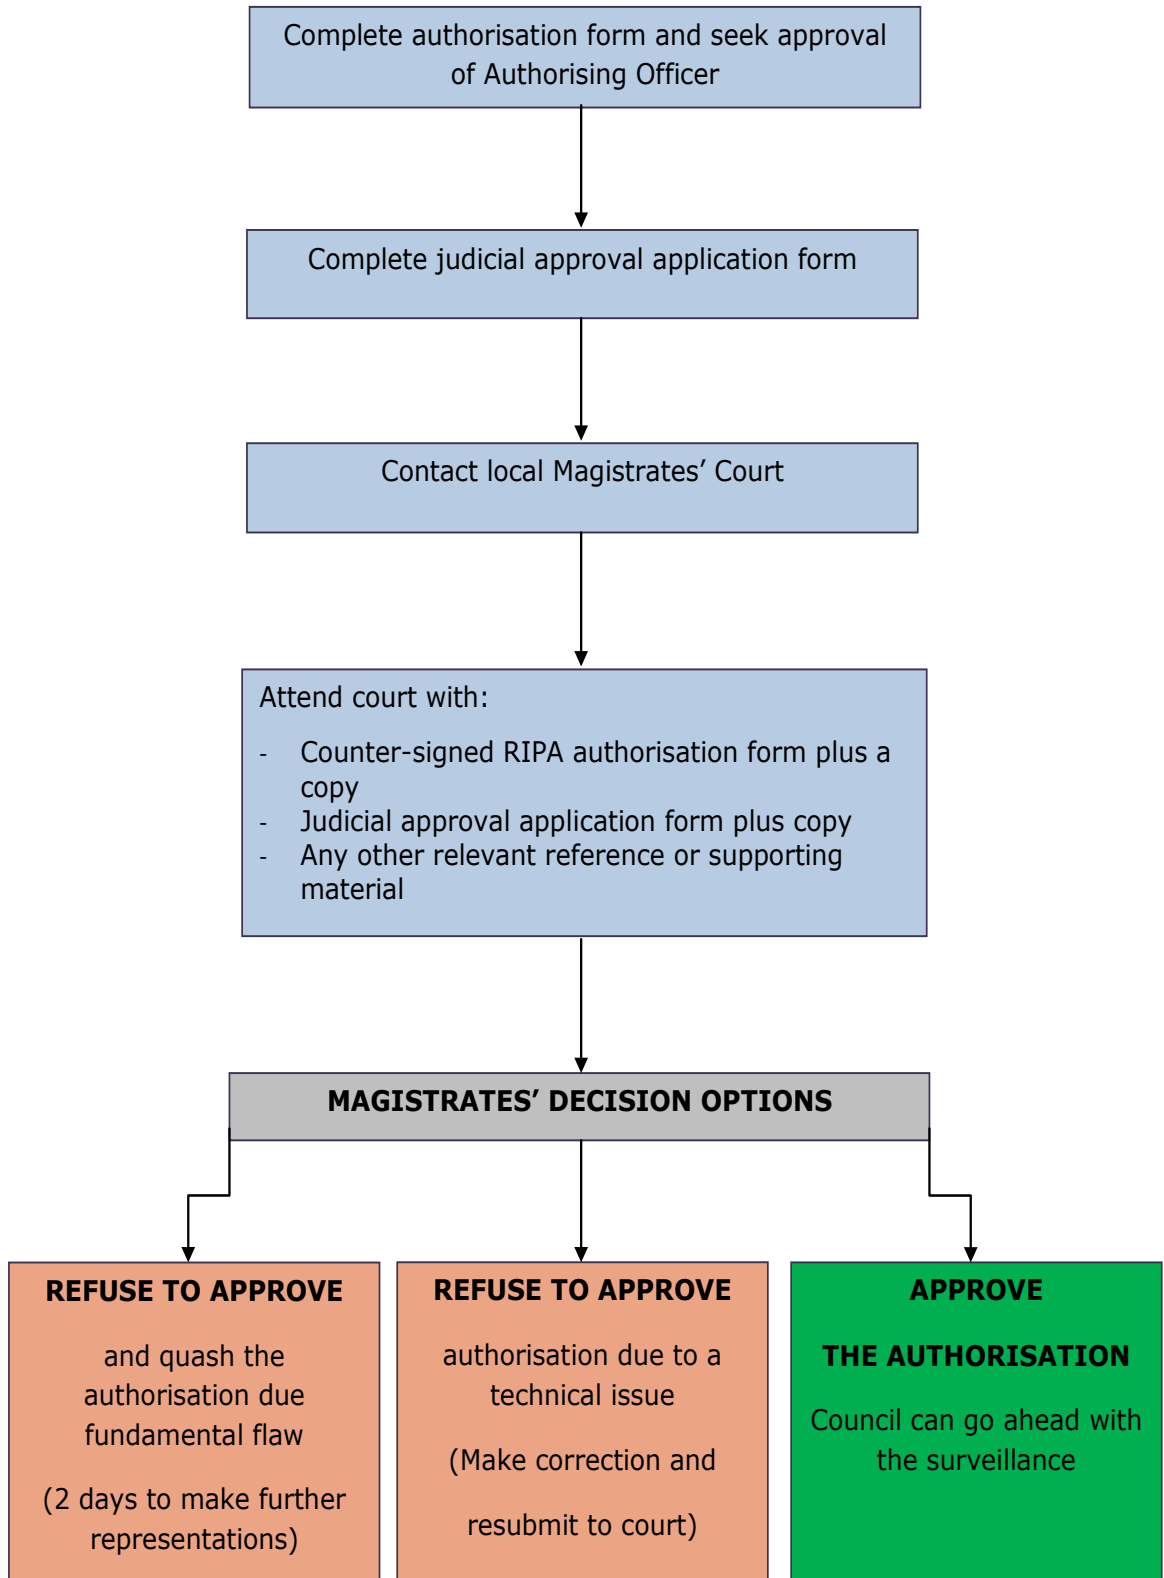 Complete authorisation form and seek approval
of Authorising Officer
Complete judicial approval application form
Contact local Magistrates’ Court
Attend court with:
- Counter-signed RIPA authorisation form plus a
copy
- Judicial approval application form plus copy
- Any other relevant reference or supporting
material
MAGISTRATES’ DECISION OPTIONS
REFUSE TO APPROVE
and quash the
authorisation due
fundamental flaw
(2 days to make further
representations)
REFUSE TO APPROVE
authorisation due to a
technical issue
(Make correction and
resubmit to court)
APPROVE
THE AUTHORISATION
Council can go ahead with
the surveillance